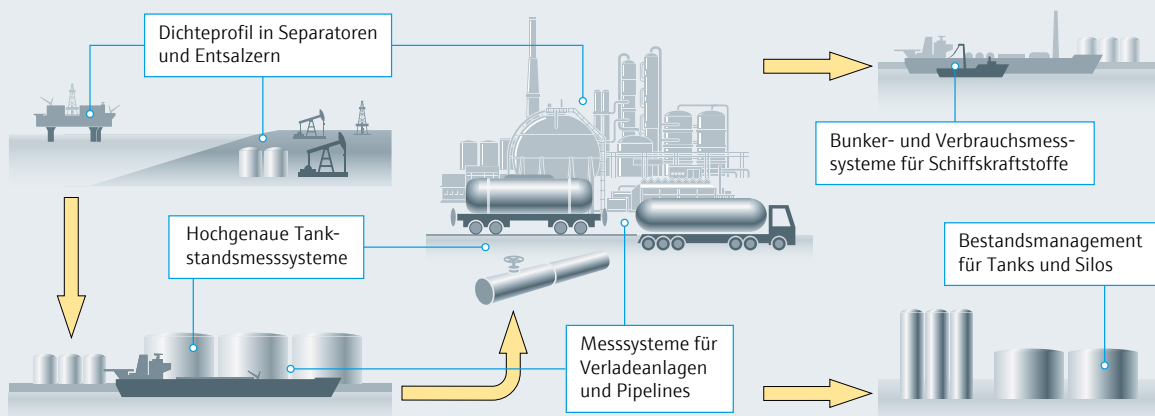 Dichteprofil in Separatoren
und Entsalzern
Bunker- und Verbrauchsmess-
systeme für Schiffskraftstoffe
Hochgenaue Tank-
standsmesssysteme
Bestandsmanagement
für Tanks und Silos
Messsysteme für
Verladeanlagen
und Pipelines